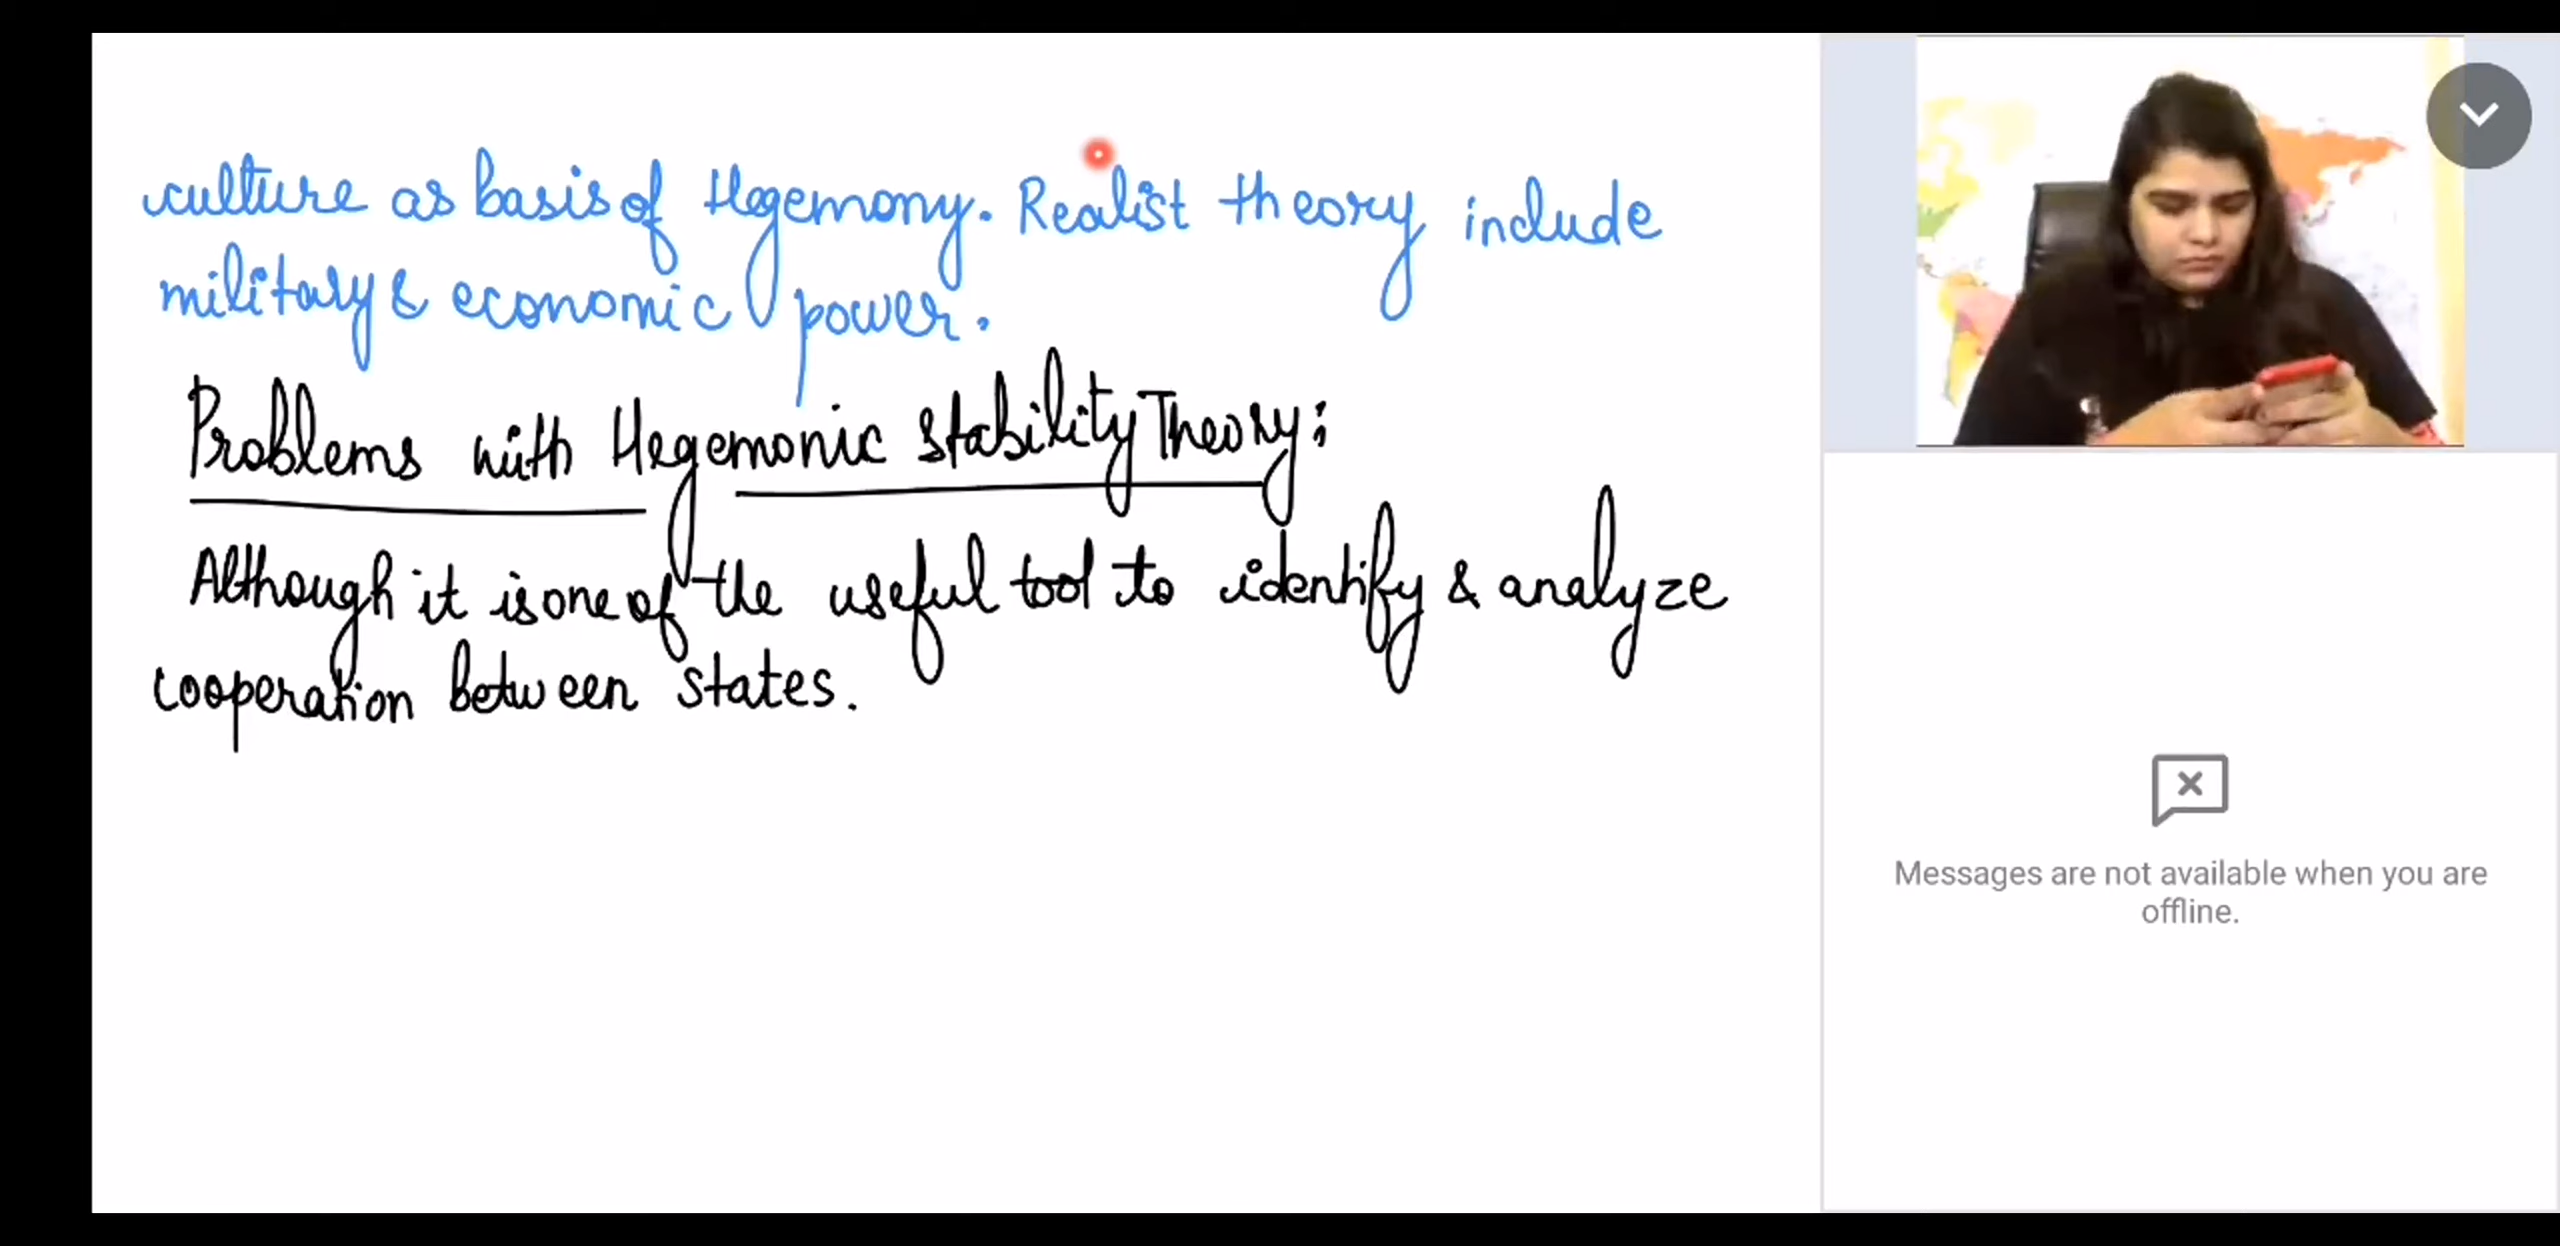 culture as basis of Hegemony. Realist theory include
military & economic power.
Problems with Hegemonic Stability Theory:
Although it is one of the useful tool to identify & analyze
cooperation between states.
Messages are not available when you are
offline.